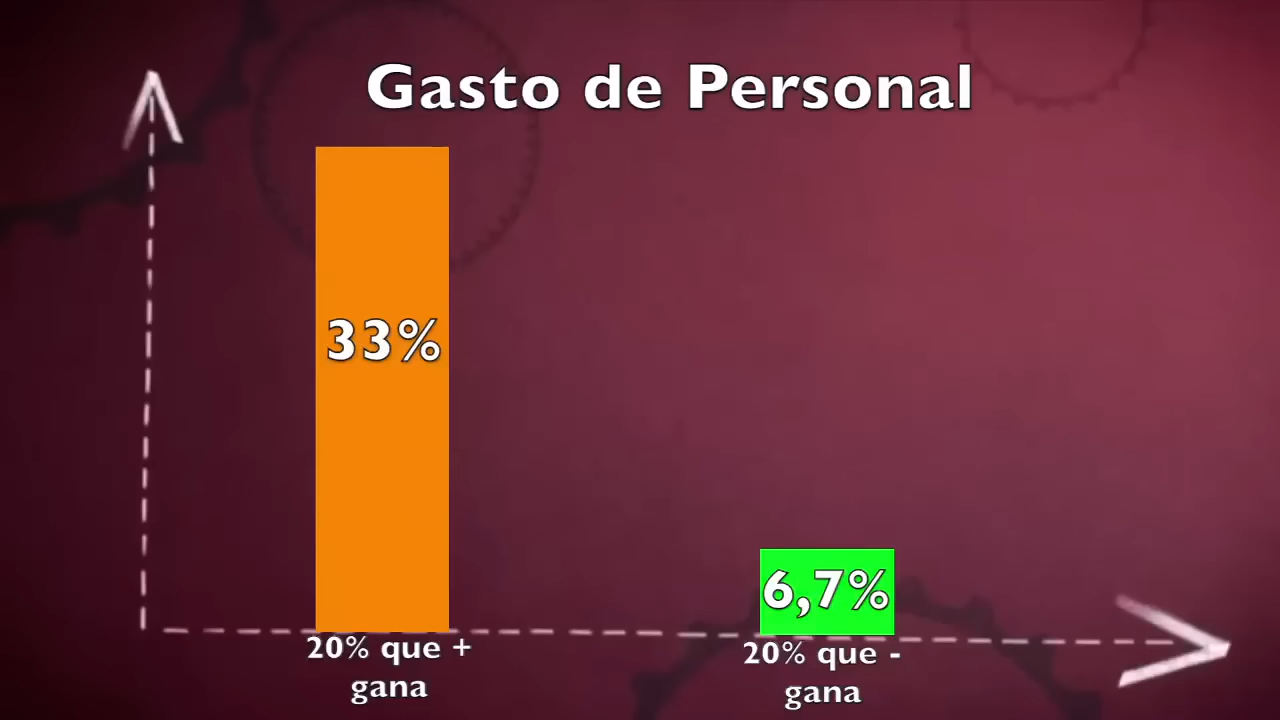 Gasto de Personal
33%
6,7%
20% que +
gana
20% que -
gana